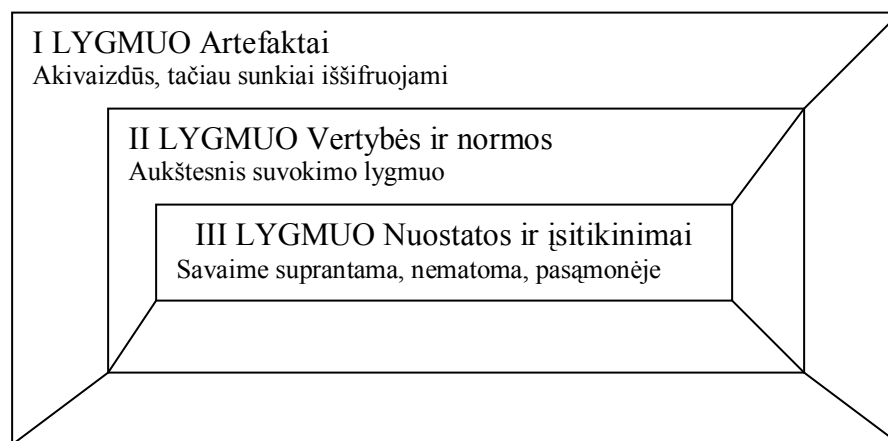 I LYGMUO Artefaktai
Akivaizdūs, tačiau sunkiai iššifruojami
II LYGMUO Vertybės ir normos
Aukštesnis suvokimo lygmuo
III LYGMUO Nuostatos ir įsitikinimai
Savaime suprantama, nematoma, pasąmonėje